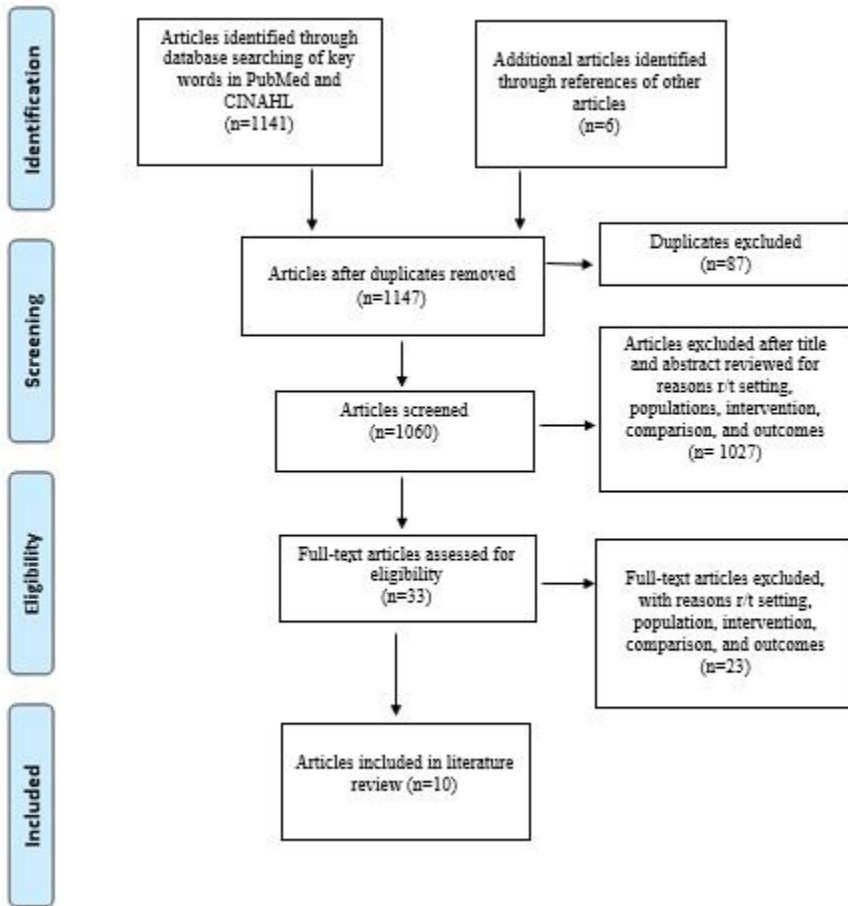 Identification
Articles identified through
database searching of key
words in PubMed and
CINAHL
(n=1141)
Additional articles identified
through references of other
articles
(n=6)
Screening
Articles after duplicates removed
(n=1147)
Duplicates excluded
(n=87)
Articles screened
(n=1060)
Articles excluded after title
and abstract reviewed for
reasons r/t setting,
populations, intervention,
comparison, and outcomes
(n= 1027)
Eligibility
Full-text articles assessed for
eligibility
(n=33)
Full-text articles excluded,
with reasons r/t setting,
population, intervention,
comparison, and outcomes
(n=23)
Included
Articles included in literature
review (n=10)